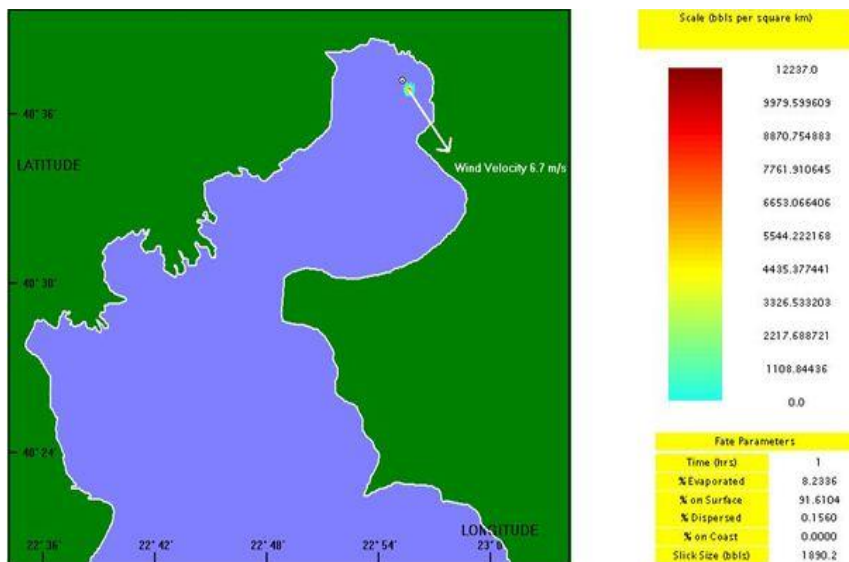 Scale (bbls per square km)
12237.0
9979.599609
8870.754883
7761.910645
6653.066406
5544.222168
4435.377441
3326.533203
2217.688721
1108.84436
0.0
40° 36'
LATITUDE
Wind Velocity 6.7 m/s
40° 30'
40° 24'
LONGITUDE
22° 36' 22° 42' 22° 48' 22° 54' 23° 0'
Fate Parameters
Time (hrs) 1
% Evaporated 8.2336
% on Surface 91.6104
% Dispersed 0.1560
% on Coast 0.0000
Slick Size (bbls) 1890.2